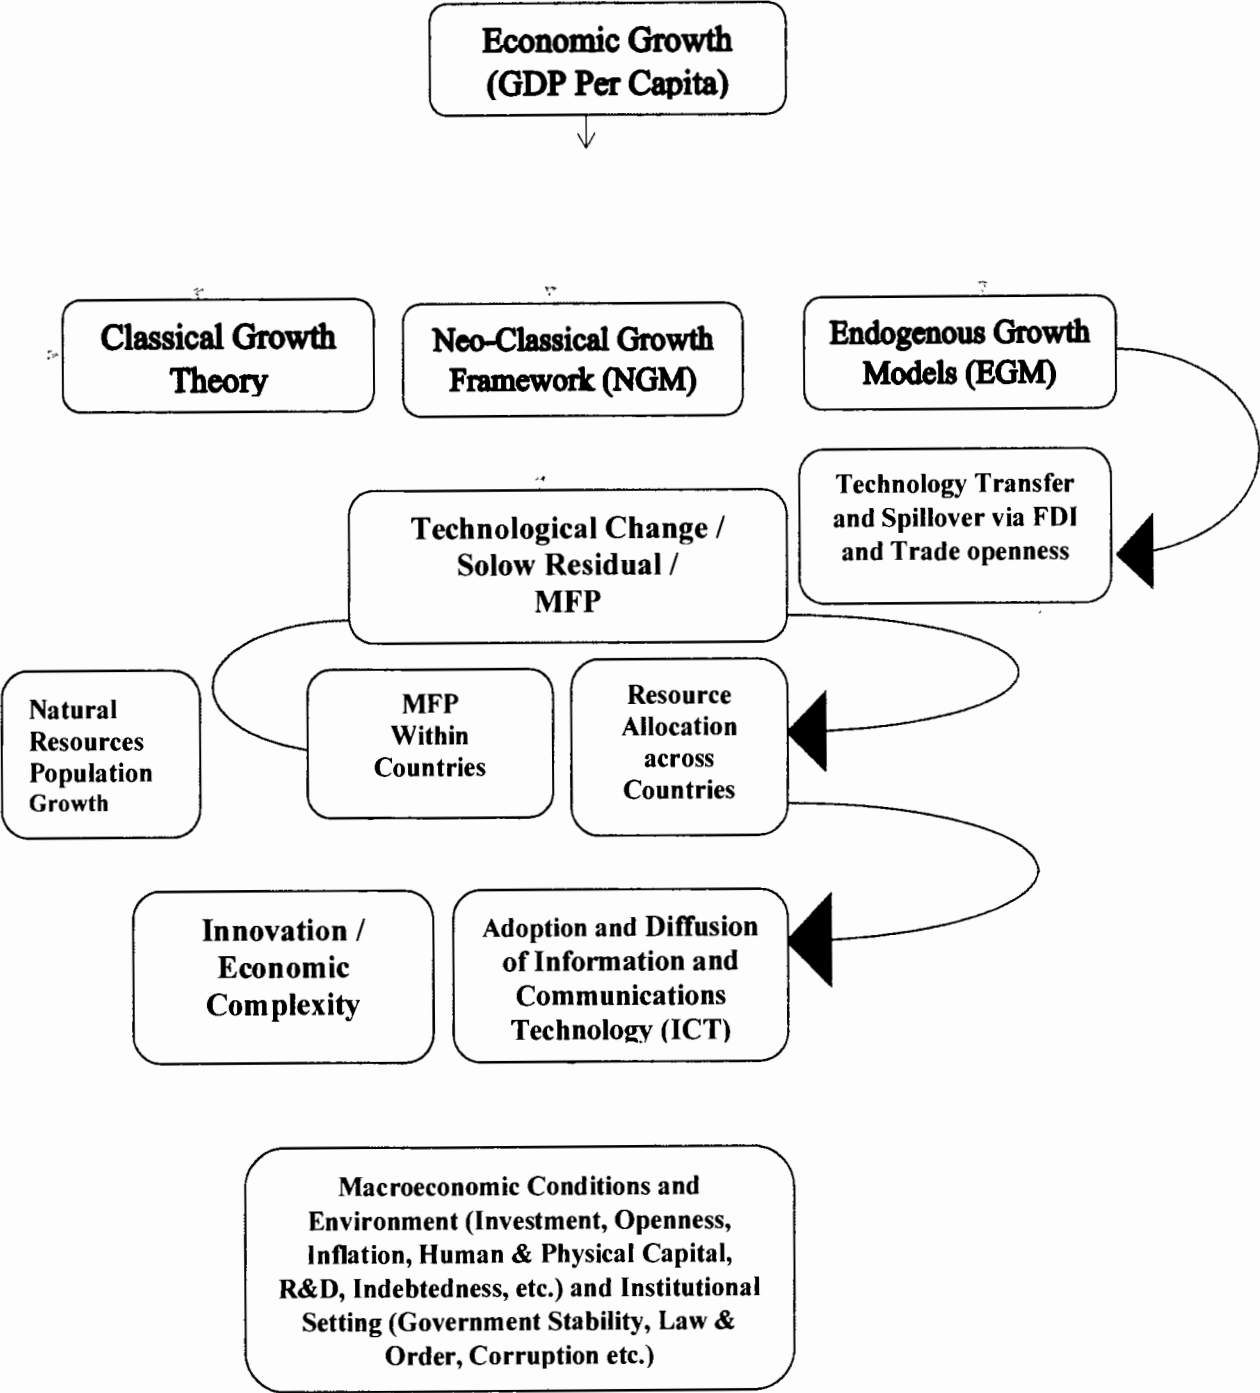 Economic Growth
(GDP Per Capita)
Classical Growth
Theory
Neo-Classical Growth
Framework (NGM)
Endogenous Growth
Models (EGM)
Technology Transfer
and Spillover via FDI
and Trade openness
Technological Change /
Solow Residual /
MFP
Natural
Resources
Population
Growth
MFP
Within
Countries
Resource
Allocation
across
Countries
Innovation /
Economic
Complexity
Adoption and Diffusion
of Information and
Communications
Technology (ICT)
Macroeconomic Conditions and
Environment (Investment, Openness,
Inflation, Human & Physical Capital,
R&D, Indebtedness, etc.) and Institutional
Setting (Government Stability, Law &
Order, Corruption etc.)